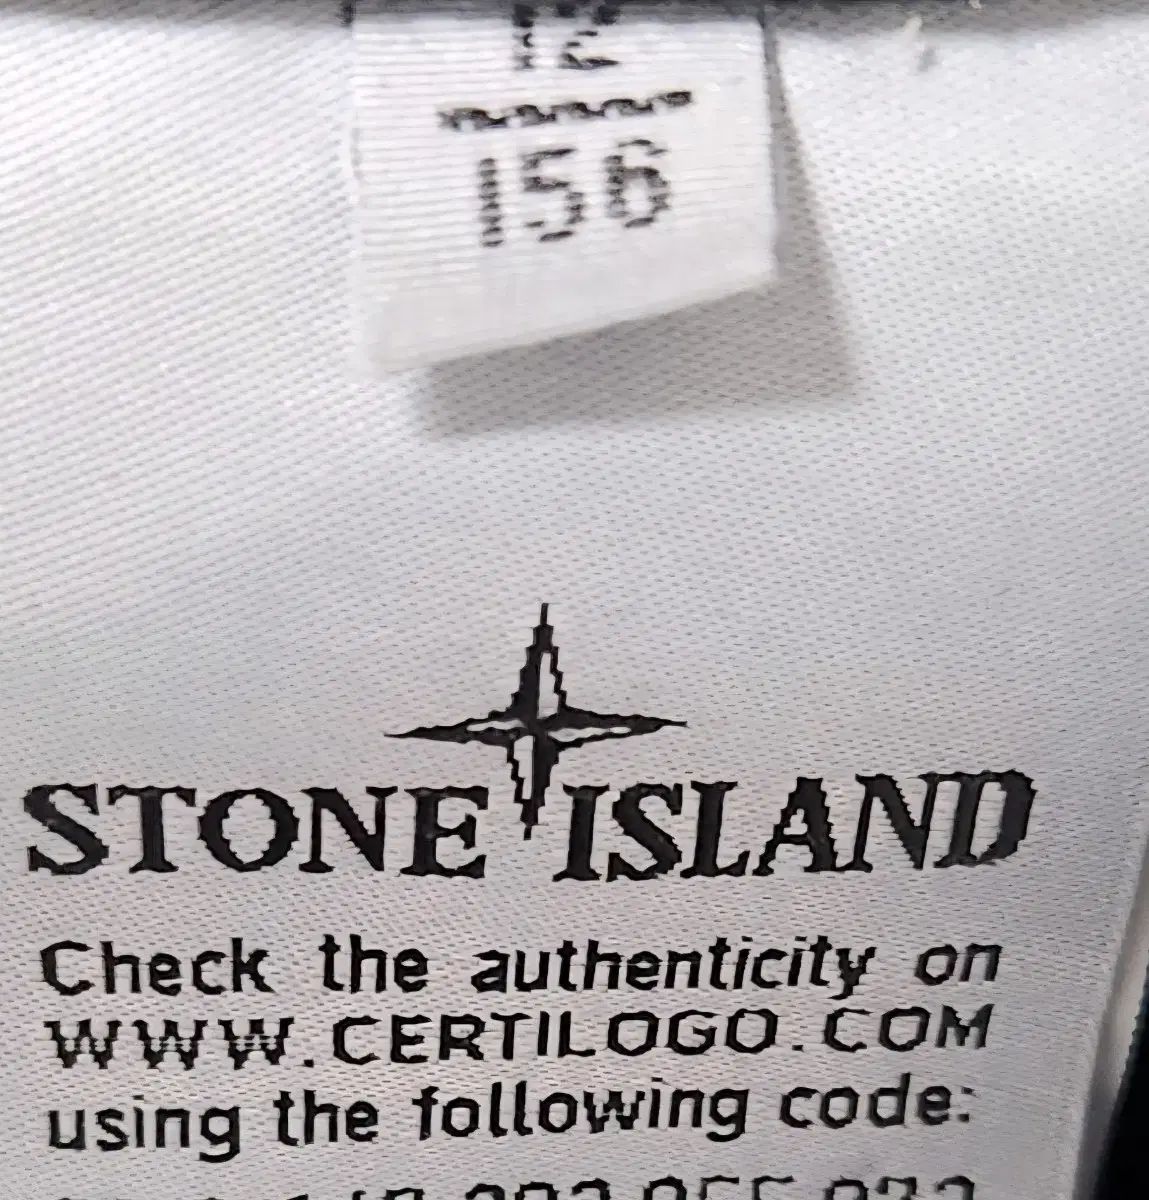 12
156
STONE ISLAND
Check the authenticity on
WWW.CERTILOGO.COM
using the following code: